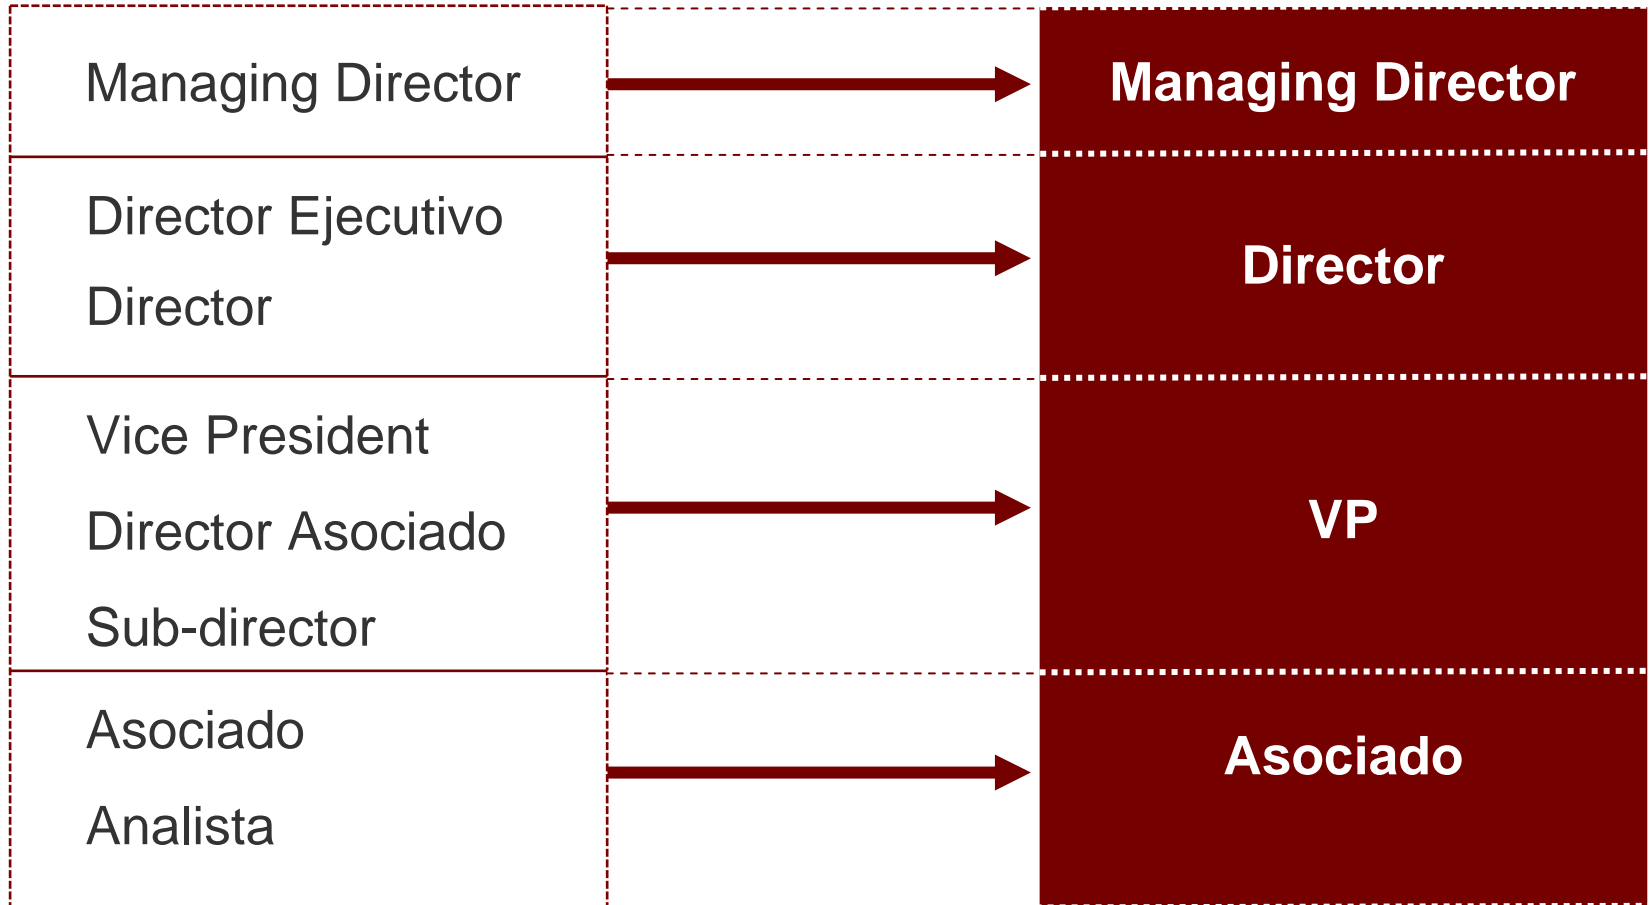 Managing Director
Managing Director
Director Ejecutivo
Director
Director
Vice President
Director Asociado
Sub-director
VP
Asociado
Analista
Asociado